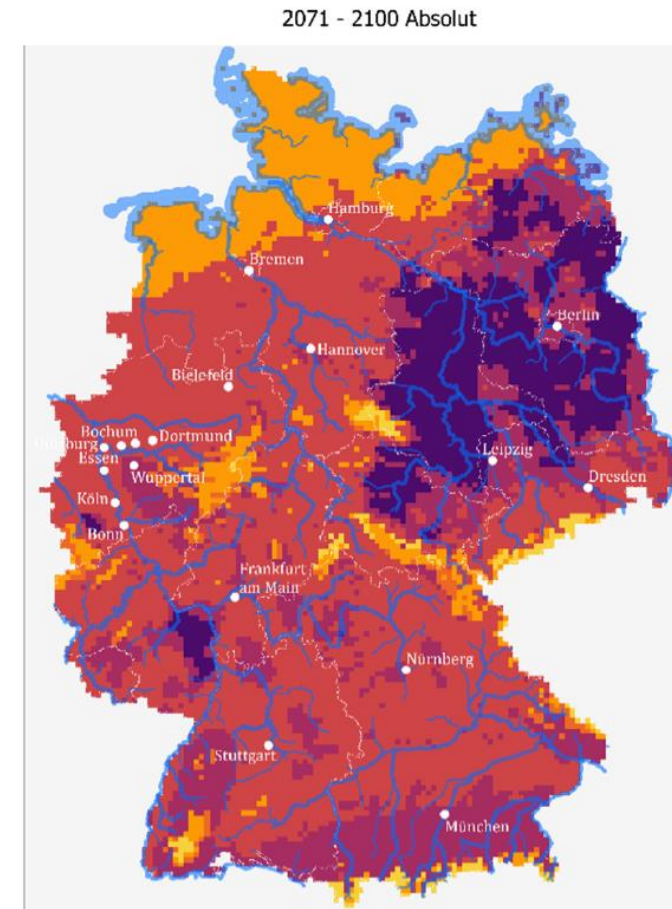 2071 - 2100 Absolut
Hamburg
Bremen
Berlin
Hannover
Bielefeld
Bochum
Dortmund
Essen
Wuppertal
Leipzig
Dresden
Köln
Bonn
Frankfurt
am Main
Nürnberg
Stuttgart
München